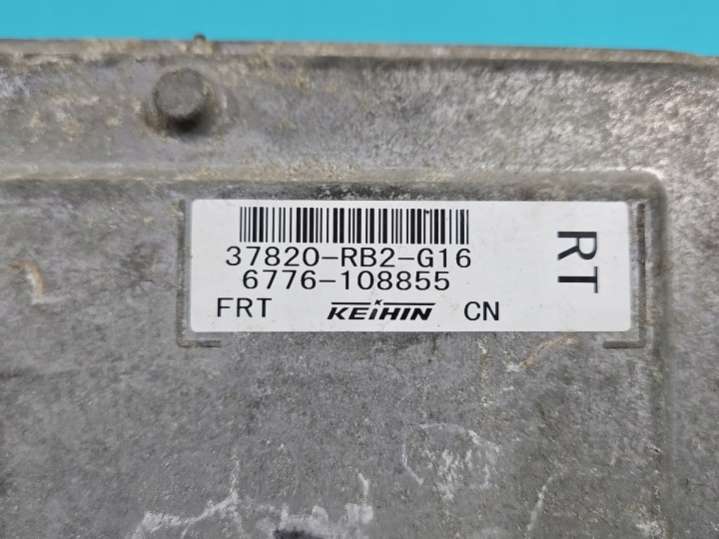 37820-RB2-G16
6776-108855
FRT KEIHIN CN
RT